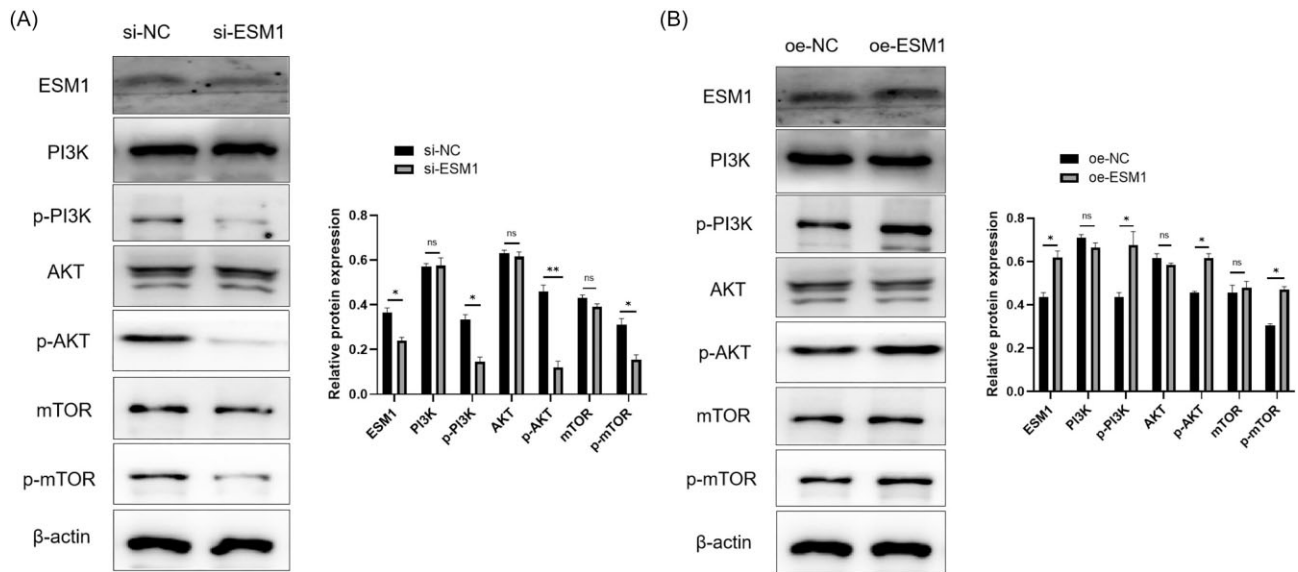 (A)
si-NC si-ESM1
ESM1
PI3K
p-PI3K
AKT
p-AKT
mTOR
p-mTOR
β-actin
si-NC
si-ESM1
Relative protein expression
0.8
0.6
0.4
0.2
0.0
* ns * ns ** ns *
ESM1 PI3K p-PI3K AKT p-AKT mTOR p-mTOR
(B)
oe-NC oe-ESM1
ESM1
PI3K
p-PI3K
AKT
p-AKT
mTOR
p-mTOR
β-actin
oe-NC
oe-ESM1
Relative protein expression
0.8
0.6
0.4
0.2
0.0
* ns * ns * ns *
ESM1 PI3K p-PI3K AKT p-AKT mTOR p-mTOR